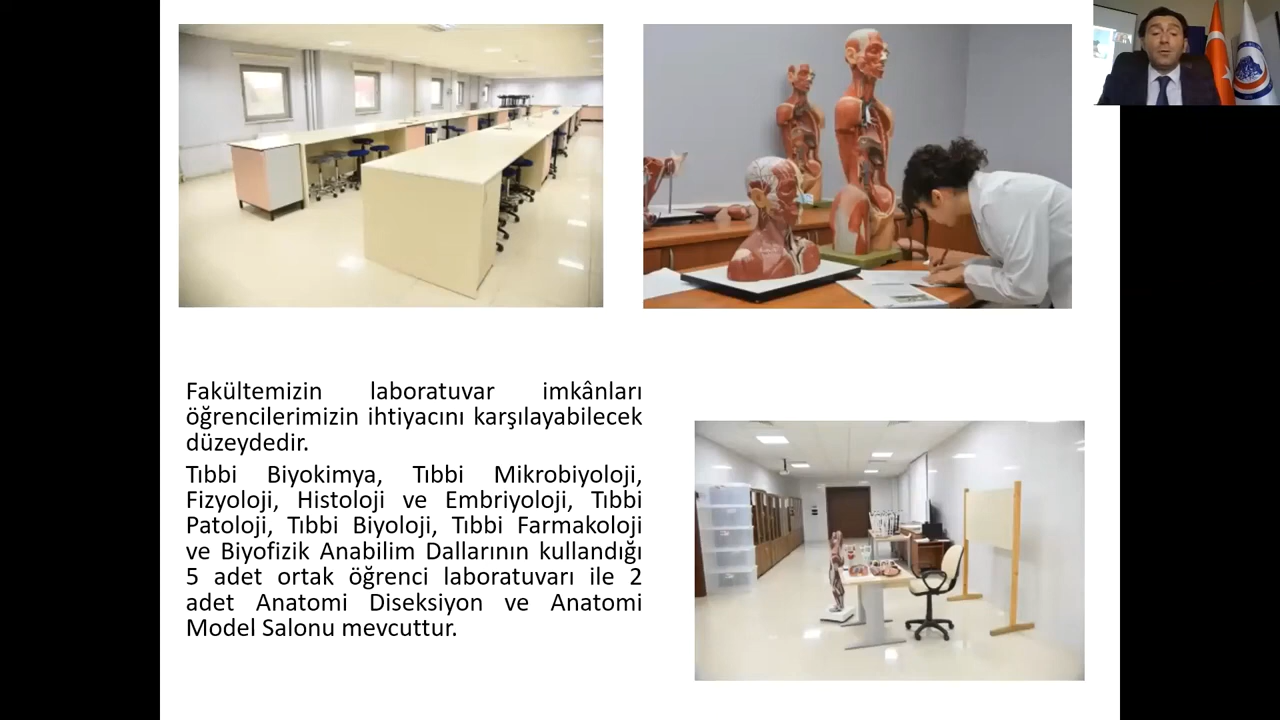 Fakültemizin laboratuvar imkânları
öğrencilerimizin ihtiyacını karşılayabilecek
düzeydedir.
Tıbbi Biyokimya, Tıbbi Mikrobiyoloji,
Fizyoloji, Histoloji ve Embriyoloji, Tıbbi
Patoloji, Tıbbi Biyoloji, Tıbbi Farmakoloji
ve Biyofizik Anabilim Dallarının kullandığı
5 adet ortak öğrenci laboratuvarı ile 2
adet Anatomi Diseksiyon ve Anatomi
Model Salonu mevcuttur.